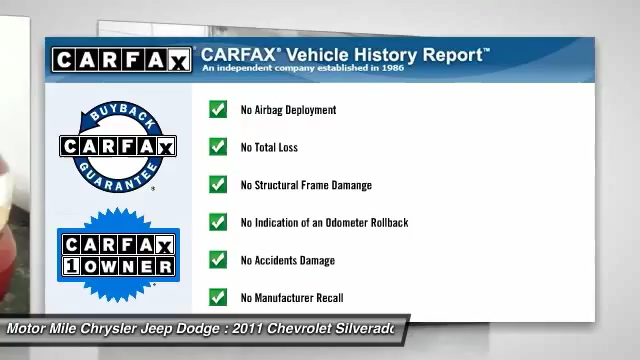 CARFAX
CARFAX® Vehicle History Report™
An independent company established in 1986
BUYBACK
CARFAX
GUARANTEE
®
CARFAX
1 OWNER
No Airbag Deployment
No Total Loss
No Structural Frame Damange
No Indication of an Odometer Rollback
No Accidents Damage
No Manufacturer Recall
Motor Mile Chrysler Jeep Dodge : 2011 Chevrolet Silverado